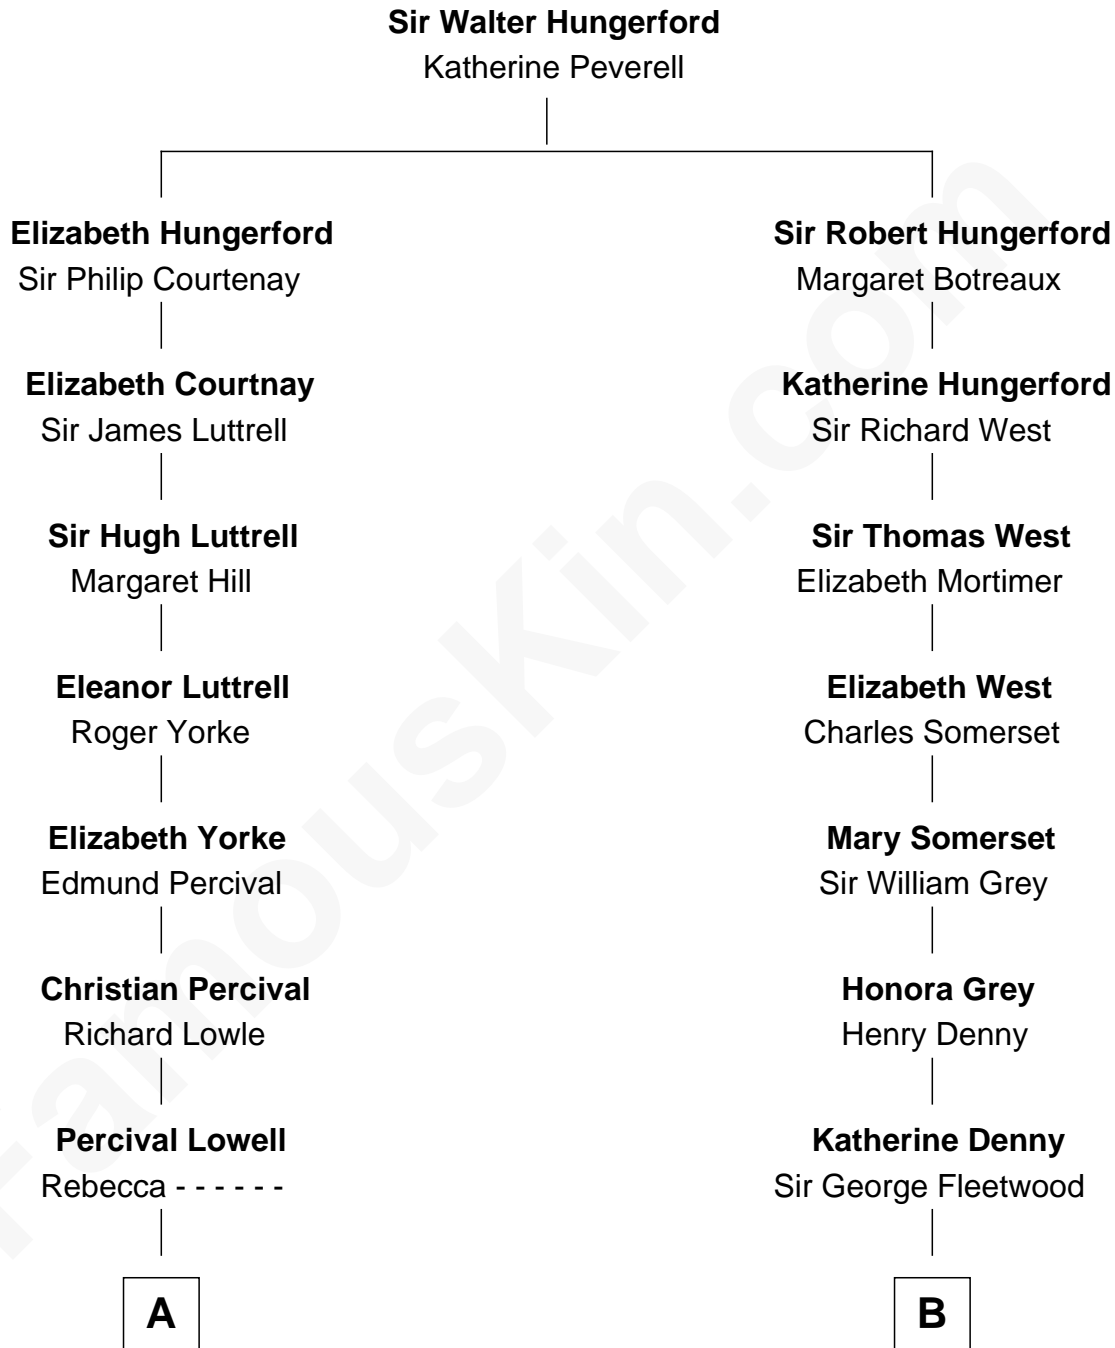 Sir Walter Hungerford
Katherine Peverell
Elizabeth Hungerford
Sir Philip Courtenay
Sir Robert Hungerford
Margaret Botreaux
Elizabeth Courtnay
Sir James Luttrell
Katherine Hungerford
Sir Richard West
Sir Hugh Luttrell
Margaret Hill
Sir Thomas West
Elizabeth Mortimer
Eleanor Luttrell
Roger Yorke
Elizabeth West
Charles Somerset
Elizabeth Yorke
Edmund Percival
Mary Somerset
Sir William Grey
Christian Percival
Richard Lowle
Honora Grey
Henry Denny
Percival Lowell
Rebecca - - - - - -
Katherine Denny
Sir George Fleetwood
A
B
FamousKin.com